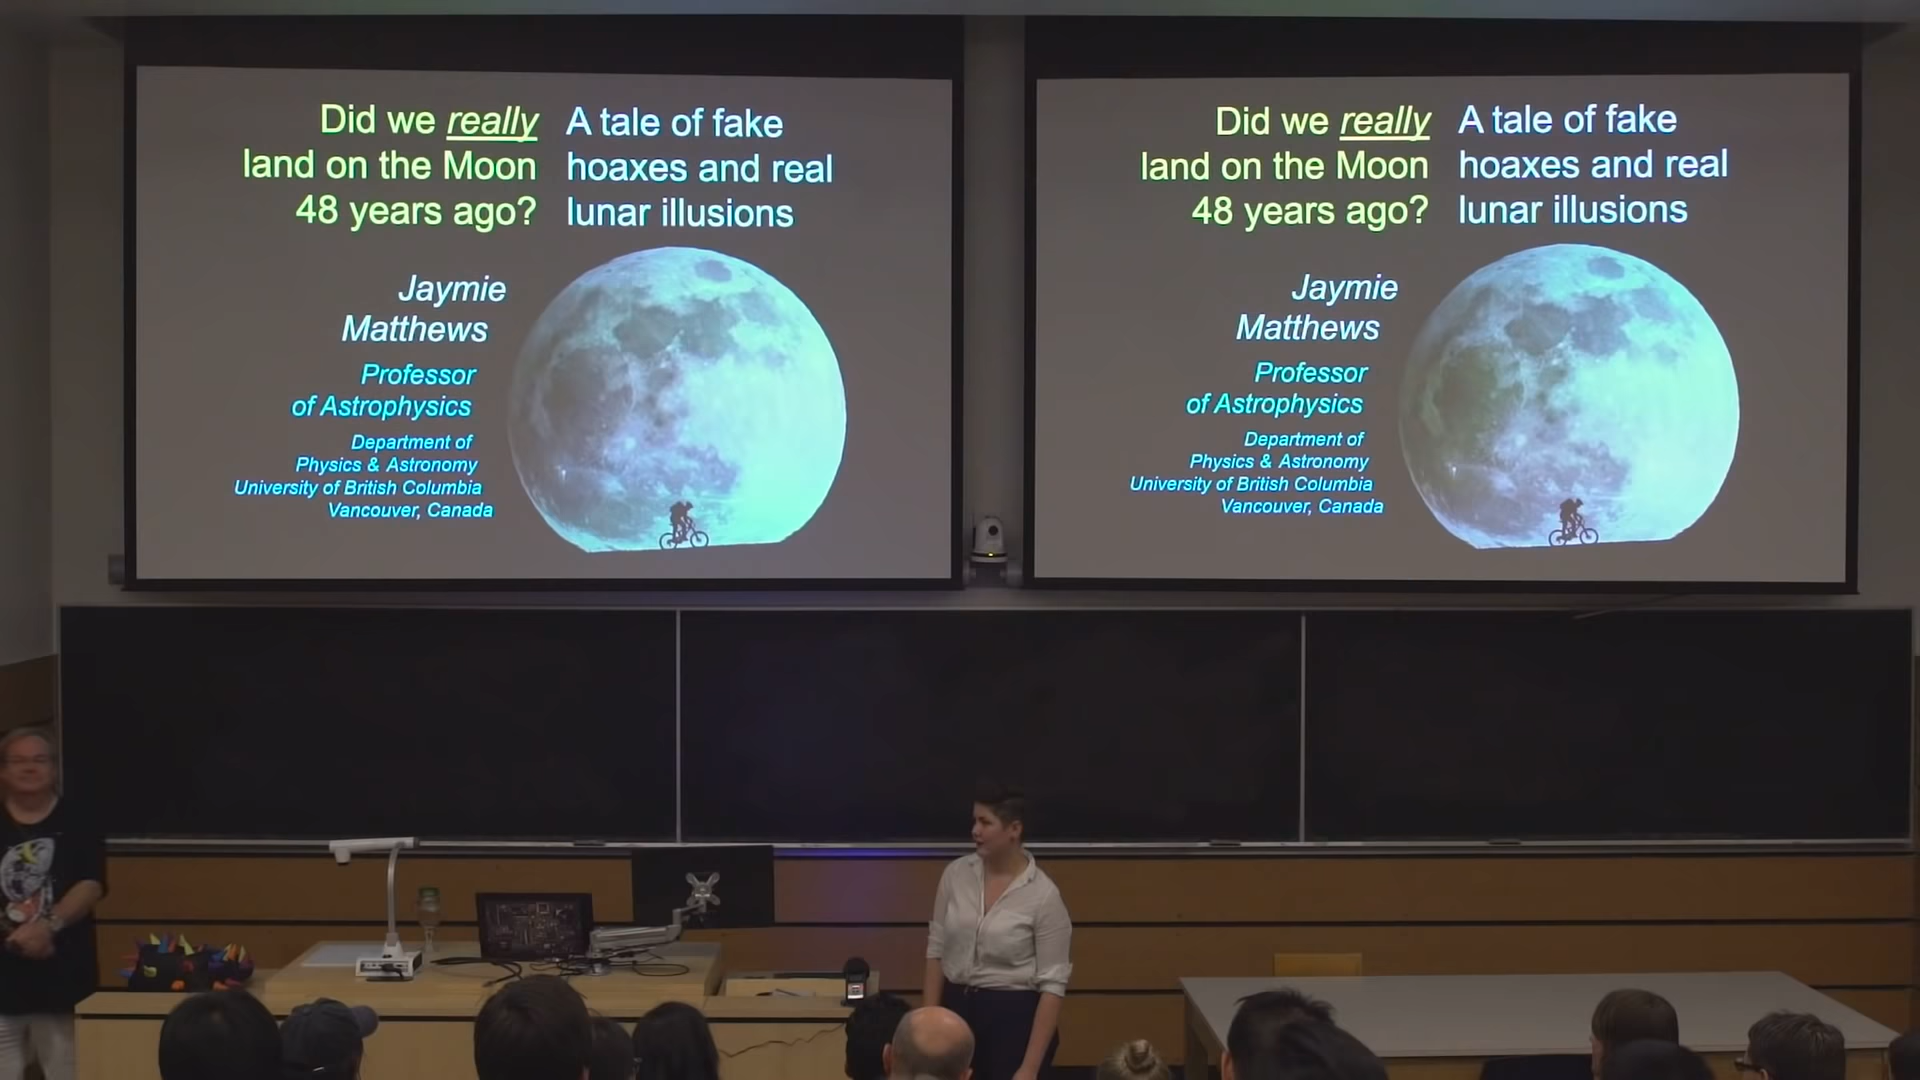 Did we really
land on the Moon
48 years ago?
A tale of fake
hoaxes and real
lunar illusions
Jaymie
Matthews
Professor
of Astrophysics
Department of
Physics & Astronomy
University of British Columbia
Vancouver, Canada
Did we really
land on the Moon
48 years ago?
A tale of fake
hoaxes and real
lunar illusions
Jaymie
Matthews
Professor
of Astrophysics
Department of
Physics & Astronomy
University of British Columbia
Vancouver, Canada